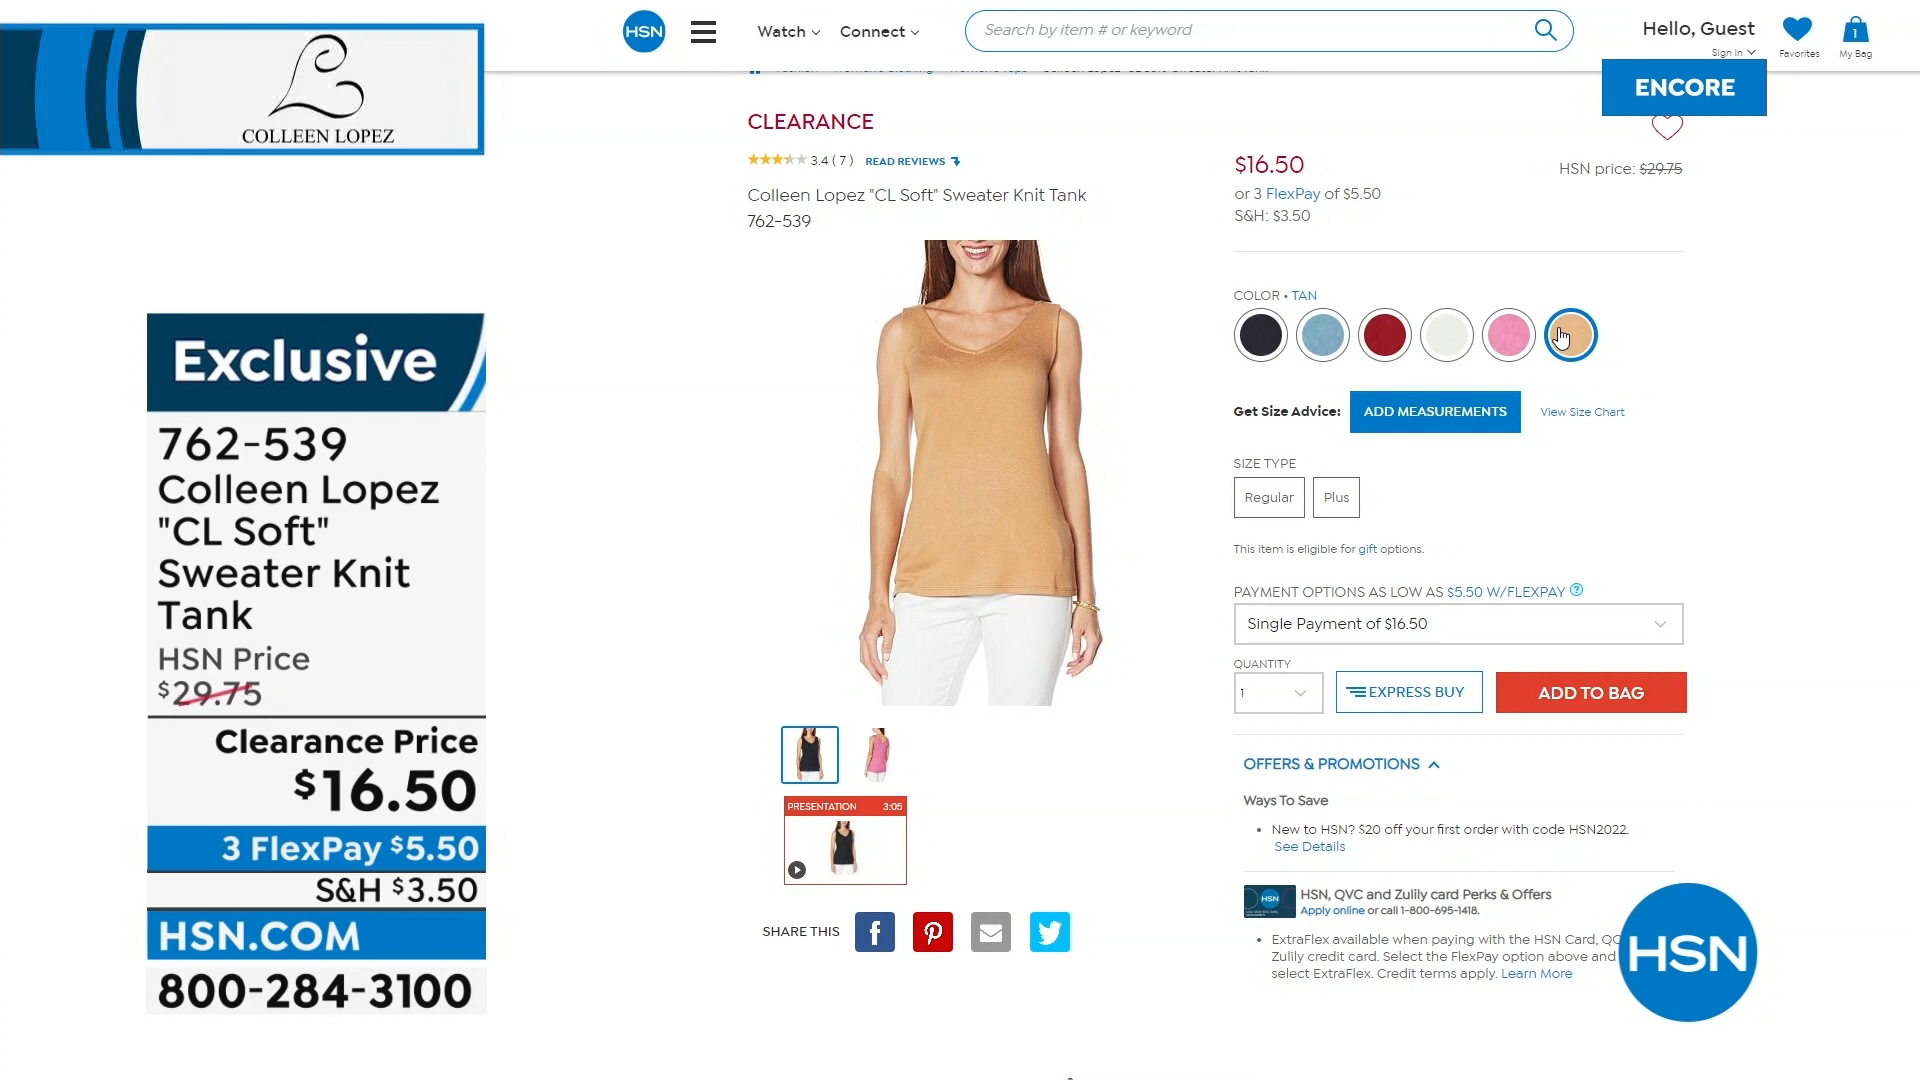 COLLEEN LOPEZ
Exclusive
762-539
Colleen Lopez
"CL Soft"
Sweater Knit
Tank
HSN Price
$29.75
Clearance Price
$16.50
3 FlexPay $5.50
S&H $3.50
HSN.COM
800-284-3100
HSN
Watch
Connect
Search by item # or keyword
Hello, Guest
Sign In
Favorites
1
My Bag
ENCORE
CLEARANCE
3.4 ( 7 ) READ REVIEWS
Colleen Lopez "CL Soft" Sweater Knit Tank
762-539
PRESENTATION 3:05
SHARE THIS
$16.50
HSN price: $29.75
or 3 FlexPay of $5.50
S&H: $3.50
COLOR • TAN
Get Size Advice: ADD MEASUREMENTS View Size Chart
SIZE TYPE
Regular Plus
This item is eligible for gift options.
PAYMENT OPTIONS AS LOW AS $5.50 W/FLEXPAY ?
Single Payment of $16.50
QUANTITY
1 EXPRESS BUY ADD TO BAG
OFFERS & PROMOTIONS
Ways To Save
• New to HSN? $20 off your first order with code HSN2022.
See Details
HSN
HSN, QVC and Zulily card Perks & Offers
Apply online or call 1-800-695-1418.
• ExtraFlex available when paying with the HSN Card, QC
Zulily credit card. Select the FlexPay option above and
select ExtraFlex. Credit terms apply. Learn More
HSN